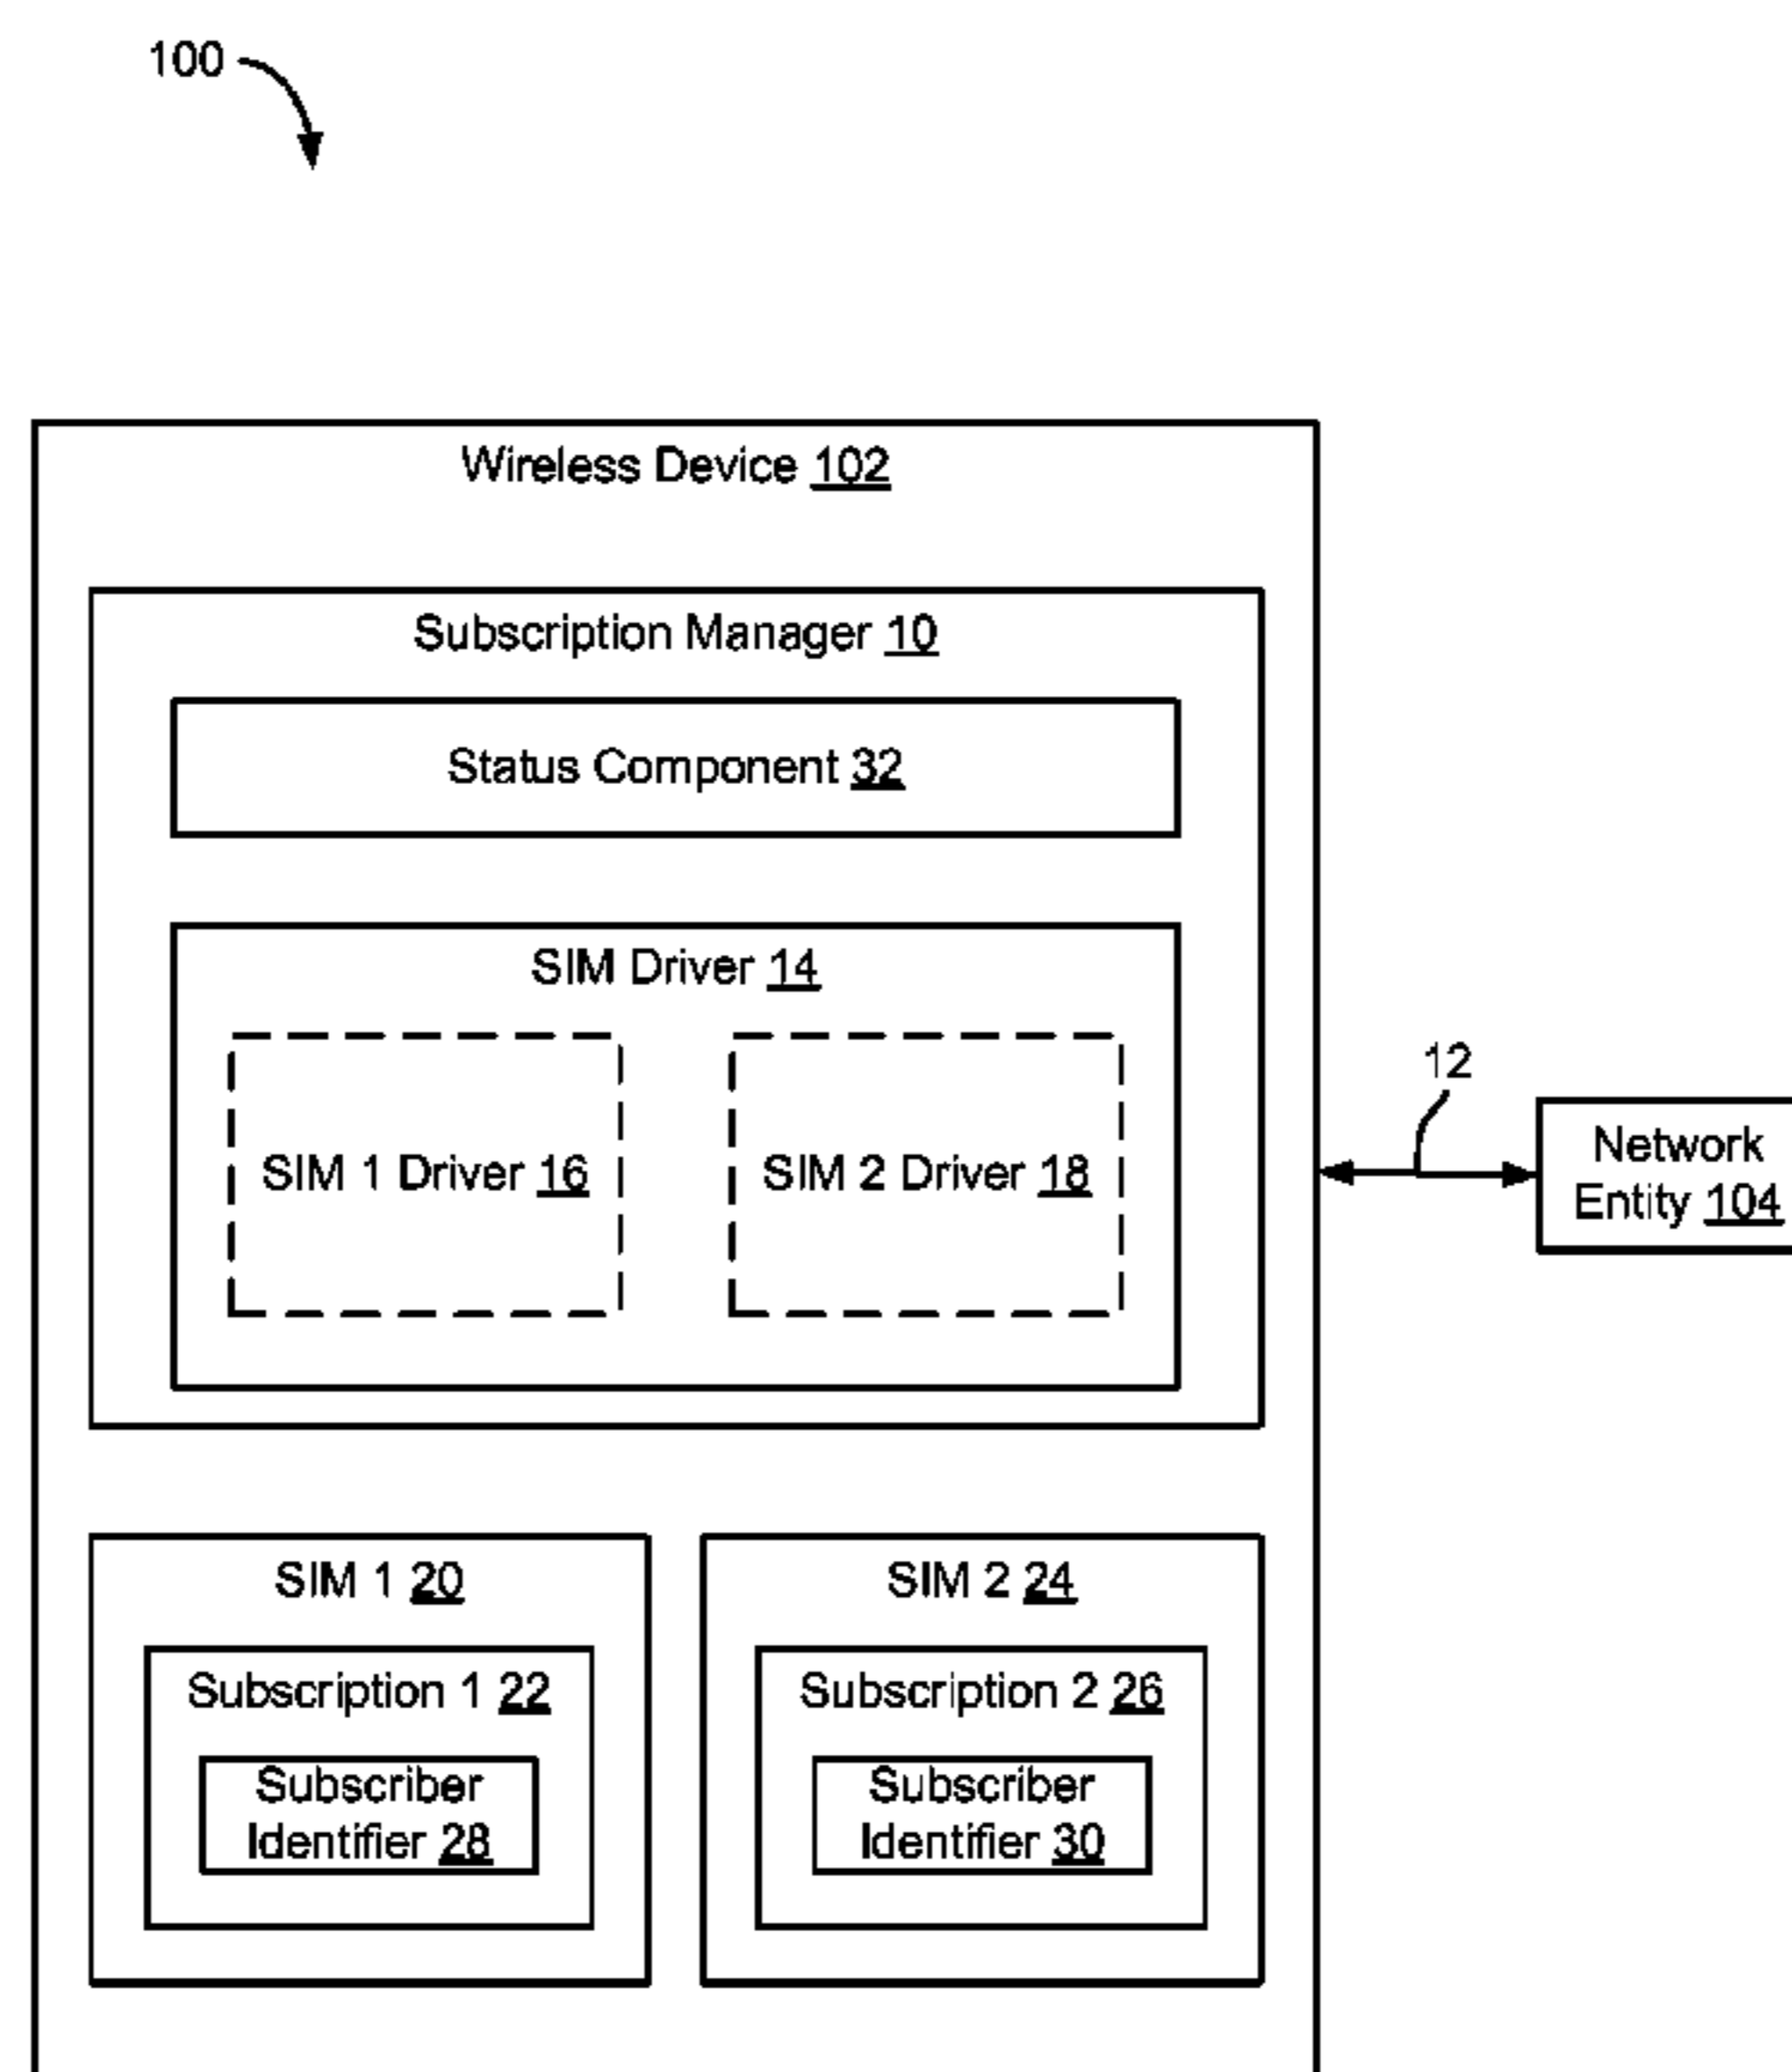 100
Wireless Device 102
Subscription Manager 10
Status Component 32
SIM Driver 14
SIM 1 Driver 16
SIM 2 Driver 18
12
Network
Entity 104
SIM 1 20
Subscription 1 22
Subscriber
Identifier 28
SIM 2 24
Subscription 2 26
Subscriber
Identifier 30